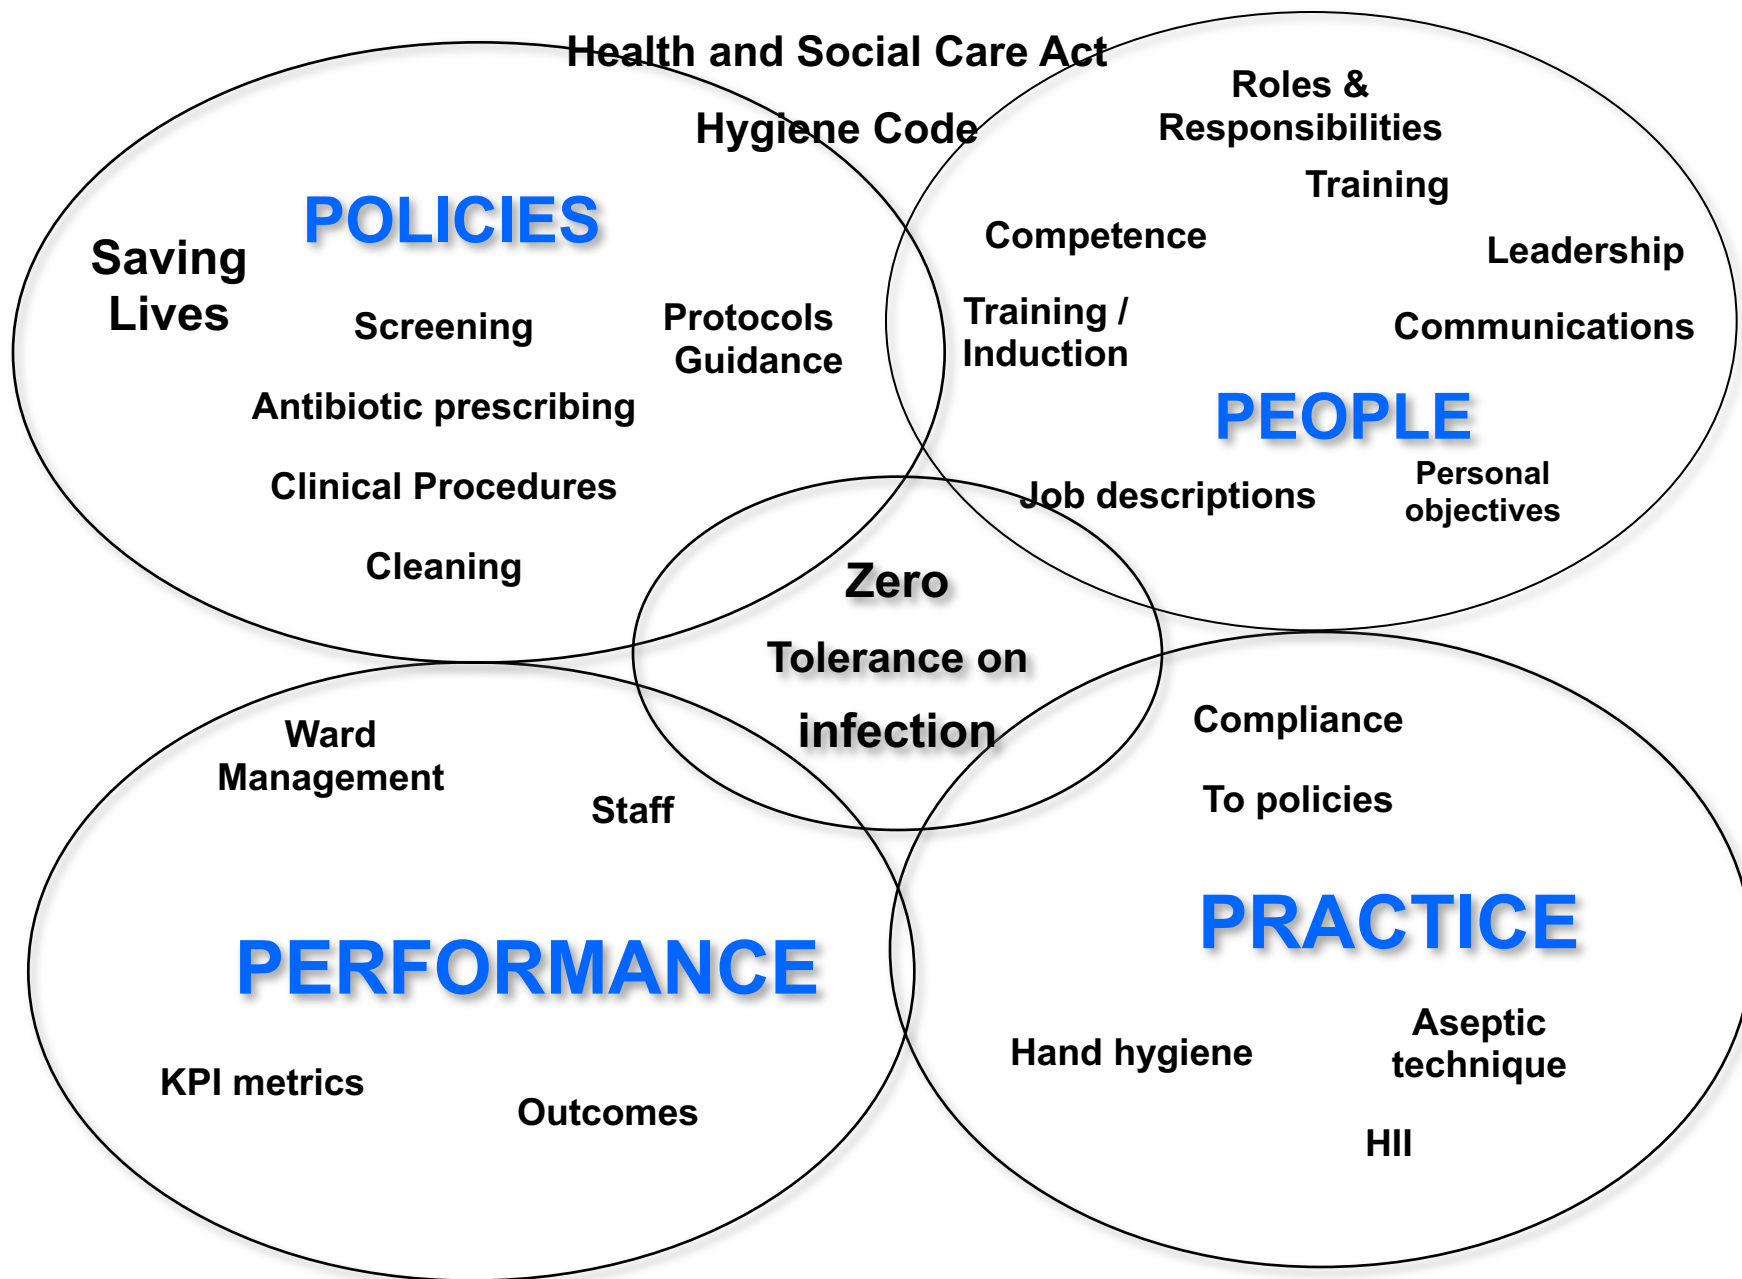 Health and Social Care Act
Hygiene Code
POLICIES
Saving
Lives
Screening
Protocols
Guidance
Antibiotic prescribing
Clinical Procedures
Cleaning
Roles &
Responsibilities
Training
Competence
Leadership
Training /
Induction
Communications
PEOPLE
Job descriptions
Personal
objectives
Zero
Tolerance on
infection
Ward
Management
Staff
PERFORMANCE
KPI metrics
Outcomes
Compliance
To policies
PRACTICE
Hand hygiene
Aseptic
technique
HII